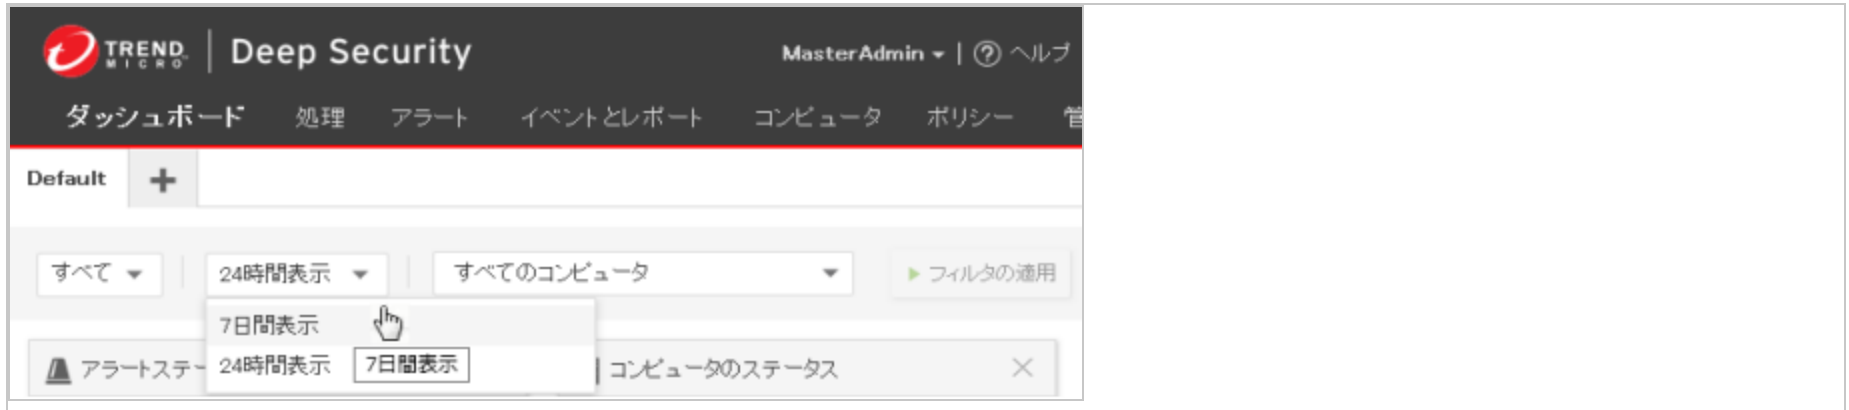 TREND MICRO | Deep Security
MasterAdmin | ? ヘルプ
ダッシュボード 処理 アラート イベントとレポート コンピュータ ポリシー 管
Default +
すべて 24時間表示 すべてのコンピュータ フィルタの適用
7日間表示
24時間表示 7日間表示
アラートステー コンピュータのステータス ×